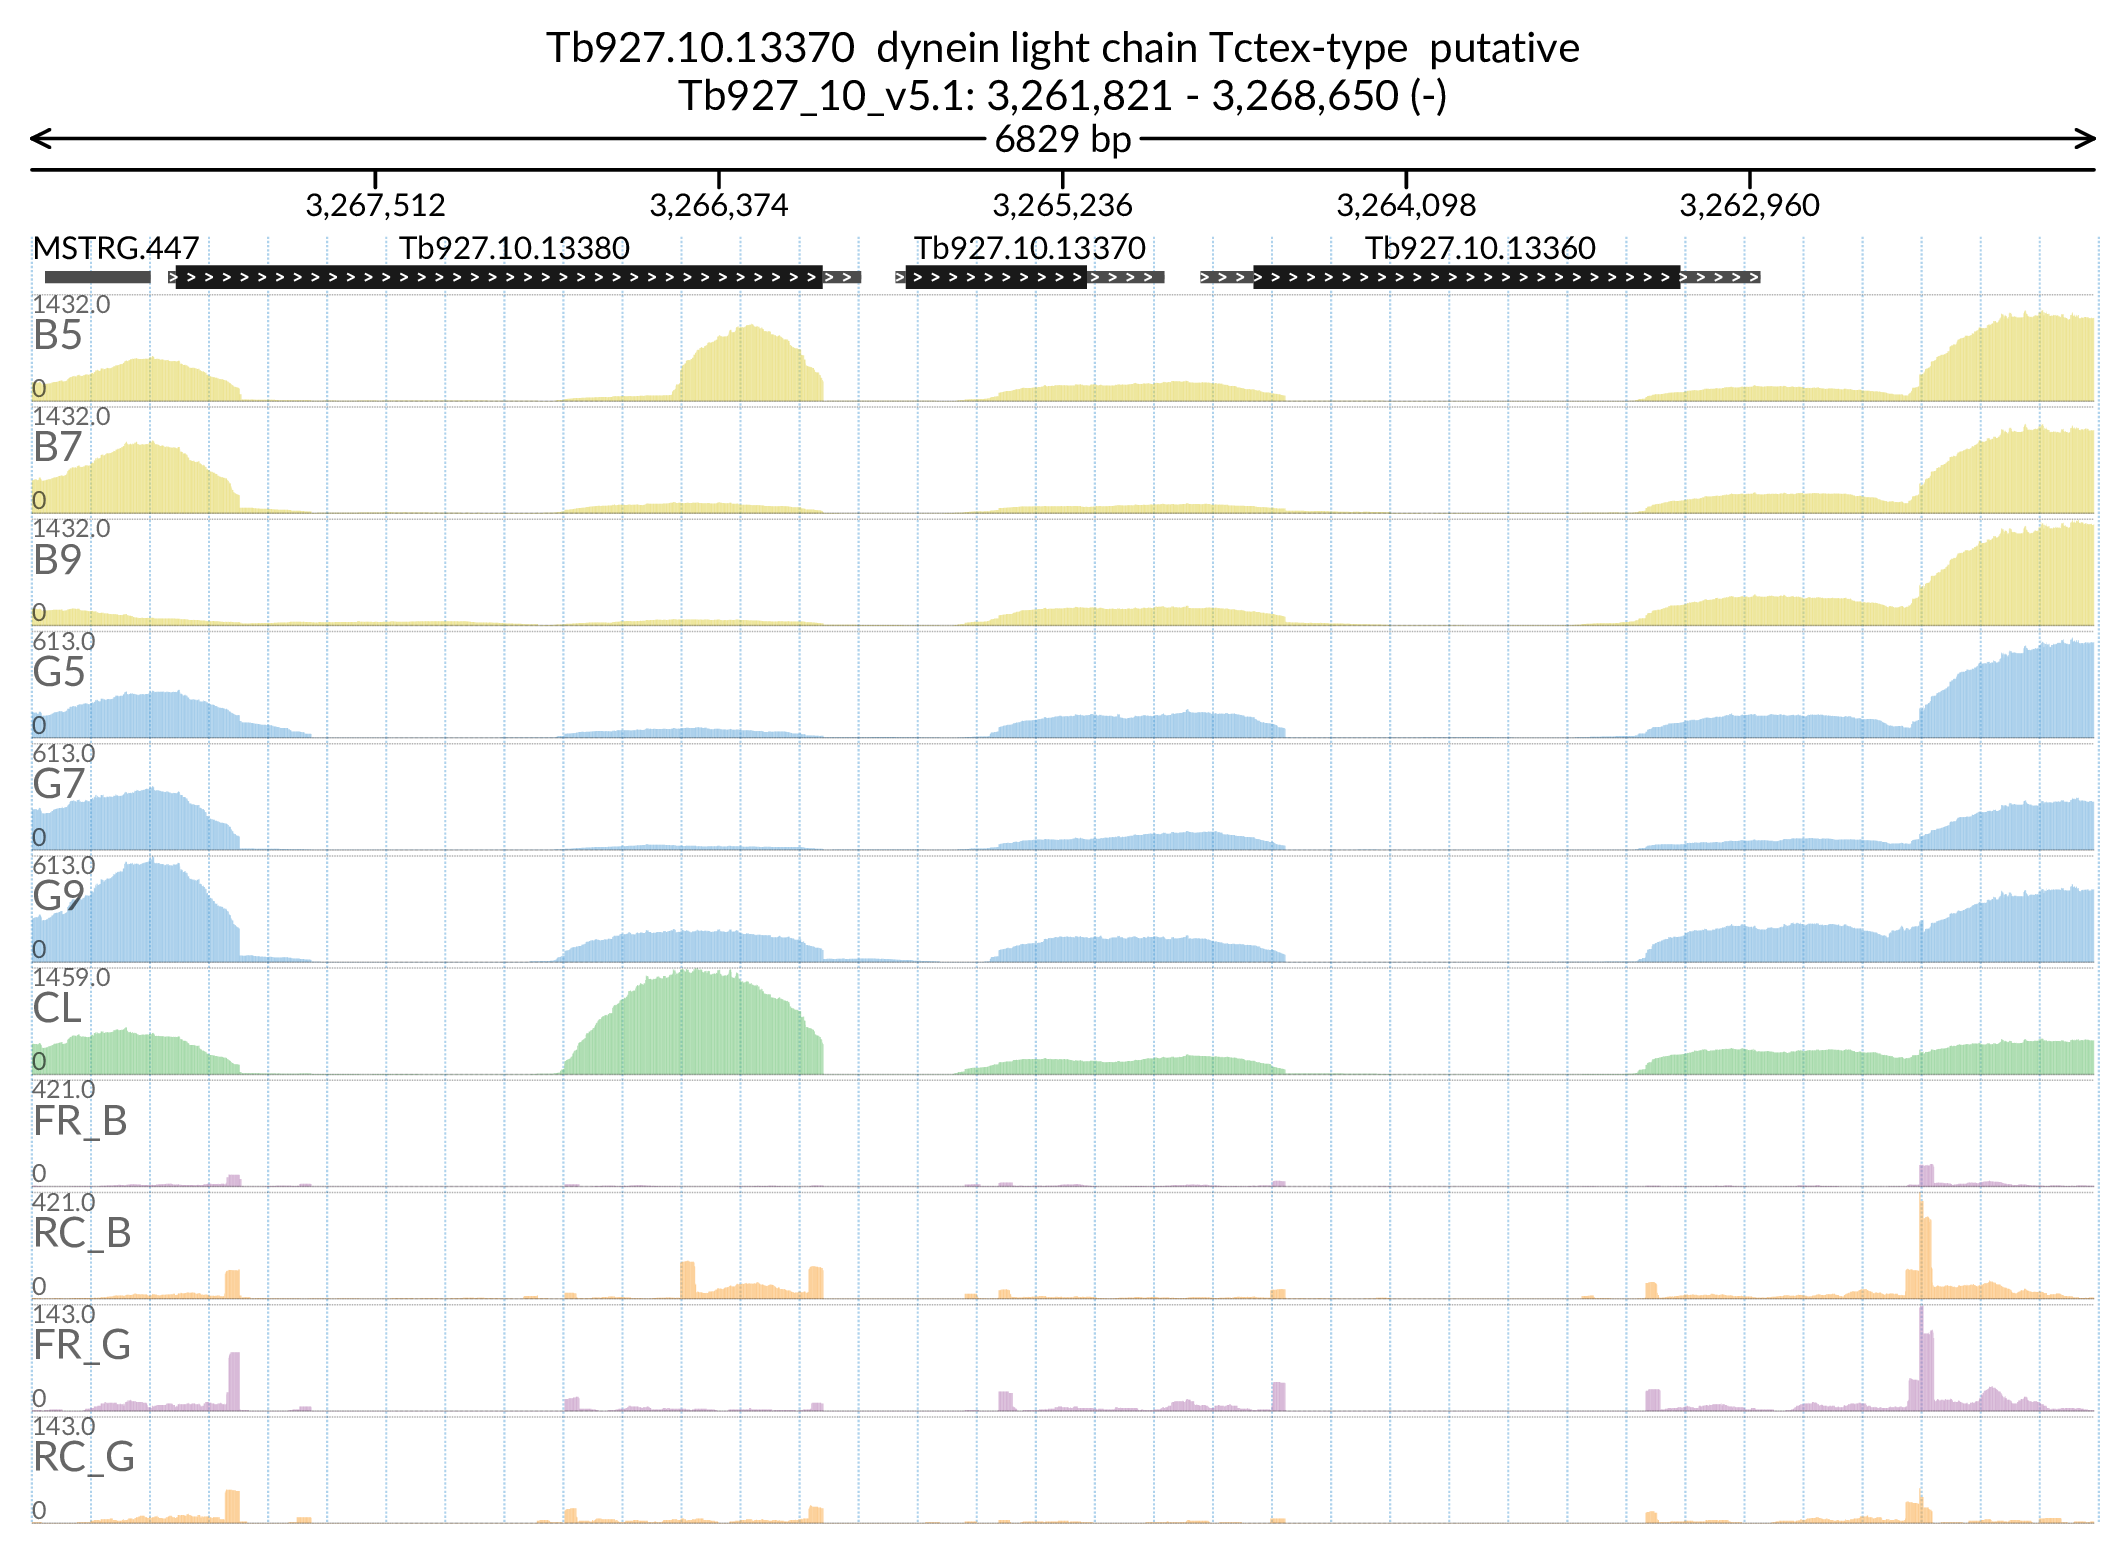 Tb927.10.13370  dynein light chain Tctex-type  putative
Tb927_10_v5.1: 3,261,821 - 3,268,650 (-)
6829 bp
3,267,512 3,266,374 3,265,236 3,264,098 3,262,960
MSTRG.447 Tb927.10.13380 Tb927.10.13370 Tb927.10.13360
1432.0
B5
0
1432.0
B7
0
1432.0
B9
0
613.0
G5
0
613.0
G7
0
613.0
G9
0
1459.0
CL
0
421.0
FR_B
0
421.0
RC_B
0
143.0
FR_G
0
143.0
RC_G
0